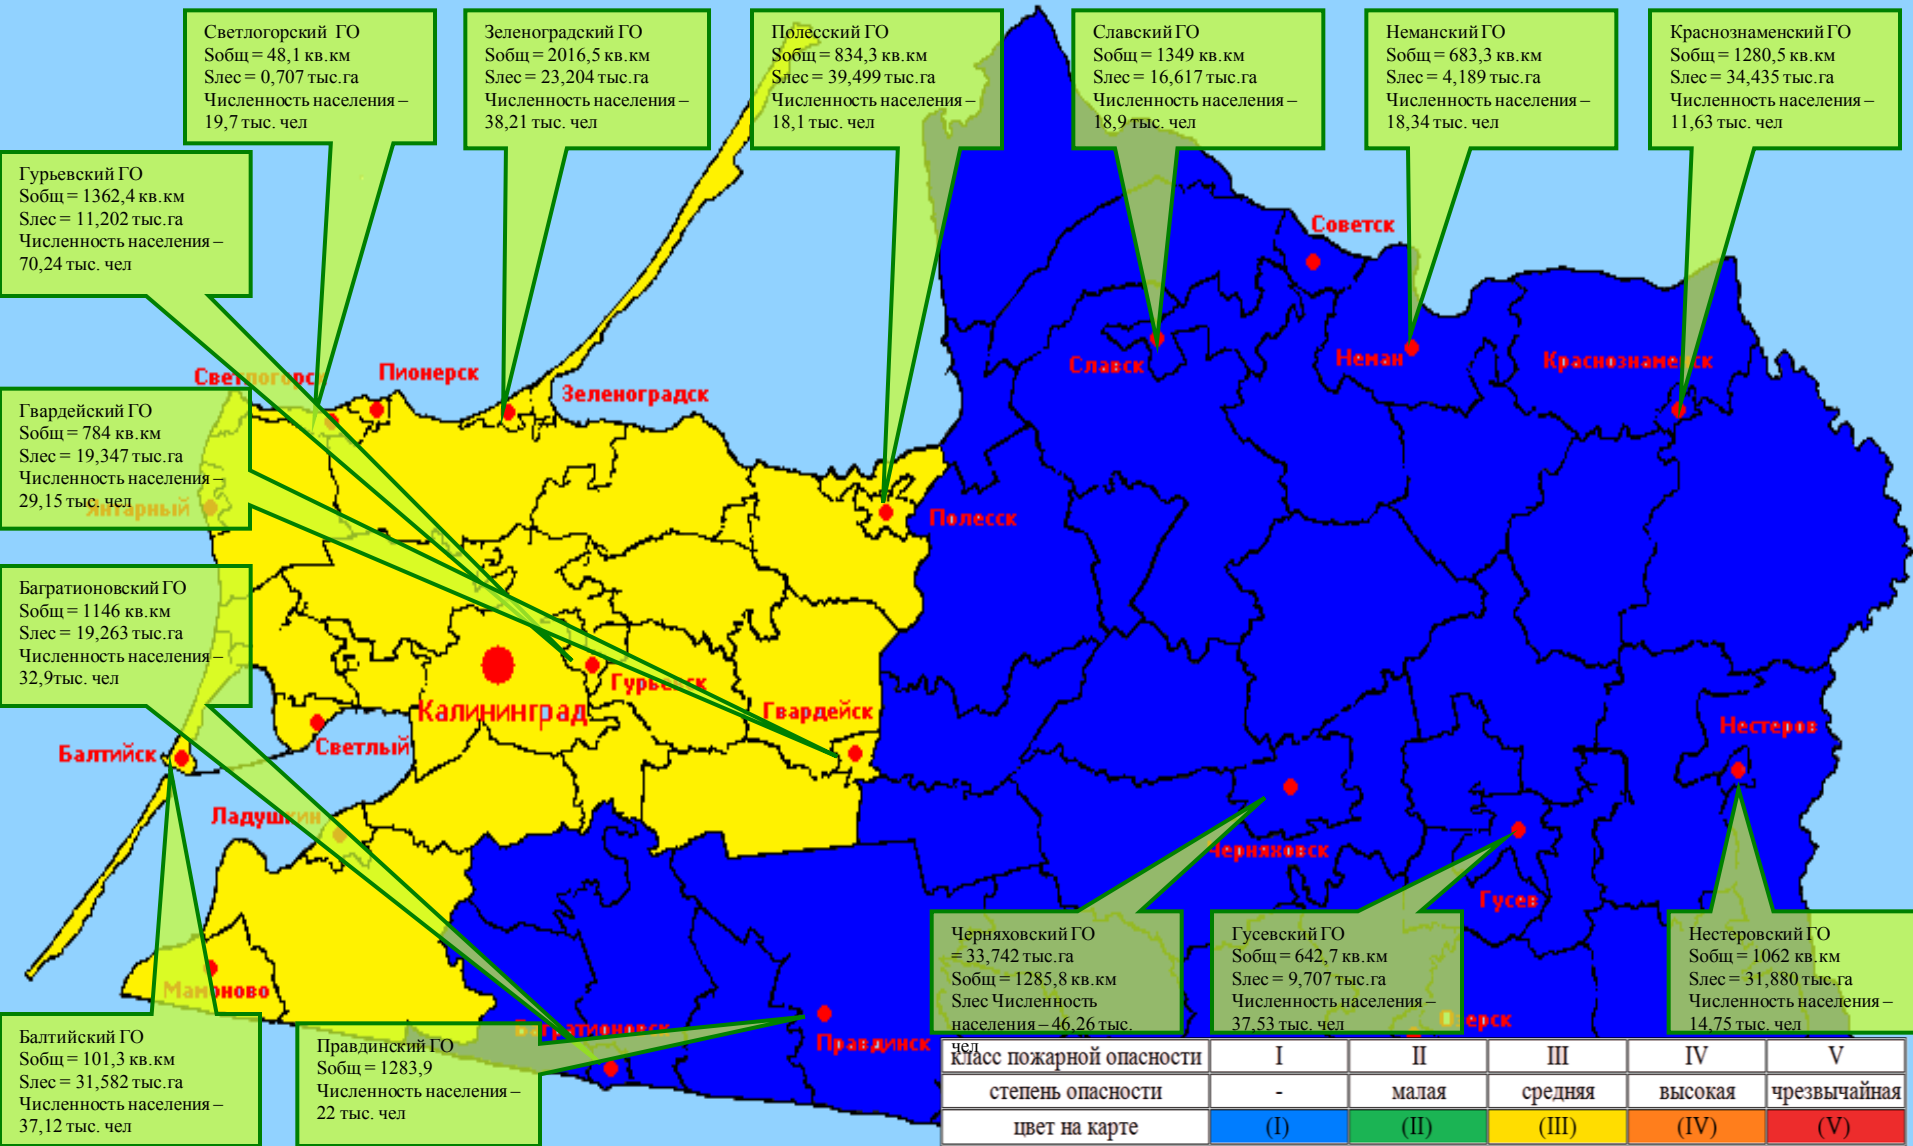 Светлогорский ГО
Sобщ = 48,1 кв.км
Sлес = 0,707 тыс.га
Численность населения –
19,7 тыс. чел
Зеленоградский ГО
Sобщ = 2016,5 кв.км
Sлес = 23,204 тыс.га
Численность населения –
38,21 тыс. чел
Полесский ГО
Sобщ = 834,3 кв.км
Sлес = 39,499 тыс.га
Численность населения –
18,1 тыс. чел
Славский ГО
Sобщ = 1349 кв.км
Sлес = 16,617 тыс.га
Численность населения –
18,9 тыс. чел
Неманский ГО
Sобщ = 683,3 кв.км
Sлес = 4,189 тыс.га
Численность населения –
18,34 тыс. чел
Краснознаменский ГО
Sобщ = 1280,5 кв.км
Sлес = 34,435 тыс.га
Численность населения –
11,63 тыс. чел
Гурьевский ГО
Sобщ = 1362,4 кв.км
Sлес = 11,202 тыс.га
Численность населения –
70,24 тыс. чел
Советск
Славск
Неман
Краснознаменск
Светлогорск
Пионерск
Зеленоградск
Гвардейский ГО
Sобщ = 784 кв.км
Sлес = 19,347 тыс.га
Численность населения –
29,15 тыс. чел
Янтарный
Полесск
Багратионовский ГО
Sобщ = 1146 кв.км
Sлес = 19,263 тыс.га
Численность населения –
32,9тыс. чел
Гурьевск
Калининград
Гвардейск
Светлый
Балтийск
Нестеров
Ладушкин
Черняховск
Гусев
Мамоново
Багратионовск
Правдинск
Озерск
Черняховский ГО
= 33,742 тыс.га
Sобщ = 1285,8 кв.км
Sлес Численность
населения – 46,26 тыс.
чел
Гусевский ГО
Sобщ = 642,7 кв.км
Sлес = 9,707 тыс.га
Численность населения –
37,53 тыс. чел
Нестеровский ГО
Sобщ = 1062 кв.км
Sлес = 31,880 тыс.га
Численность населения –
14,75 тыс. чел
Балтийский ГО
Sобщ = 101,3 кв.км
Sлес = 31,582 тыс.га
Численность населения –
37,12 тыс. чел
Правдинский ГО
Sобщ = 1283,9
Численность населения –
22 тыс. чел
класс пожарной опасности I II III IV V
степень опасности - малая средняя высокая чрезвычайная
цвет на карте (I) (II) (III) (IV) (V)